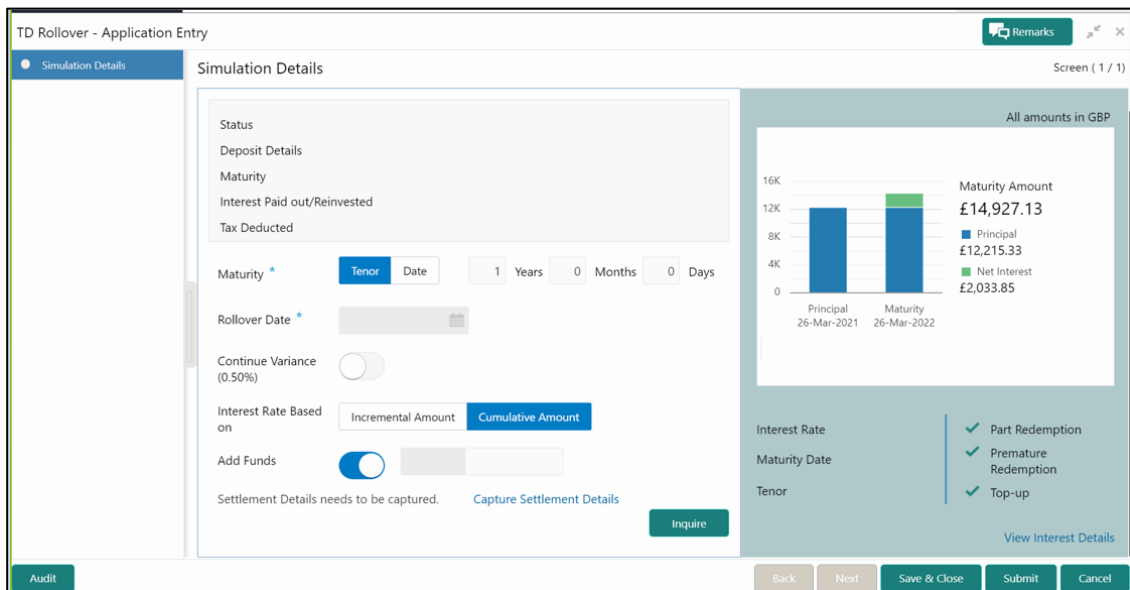 TD Rollover - Application Entry
Remarks
Simulation Details
Simulation Details
Screen ( 1 / 1)
Status
Deposit Details
Maturity
Interest Paid out/Reinvested
Tax Deducted
Maturity *
Tenor
Date
1 Years 0 Months 0 Days
Rollover Date *
Continue Variance
(0.50%)
Interest Rate Based
on
Incremental Amount
Cumulative Amount
Add Funds
Settlement Details needs to be captured.
Capture Settlement Details
Inquire
All amounts in GBP
16K
12K
8K
4K
0
Principal
26-Mar-2021
Maturity
26-Mar-2022
Maturity Amount
£14,927.13
Principal
£12,215.33
Net Interest
£2,033.85
Interest Rate
Maturity Date
Tenor
Part Redemption
Premature
Redemption
Top-up
View Interest Details
Audit
Back
Next
Save & Close
Submit
Cancel